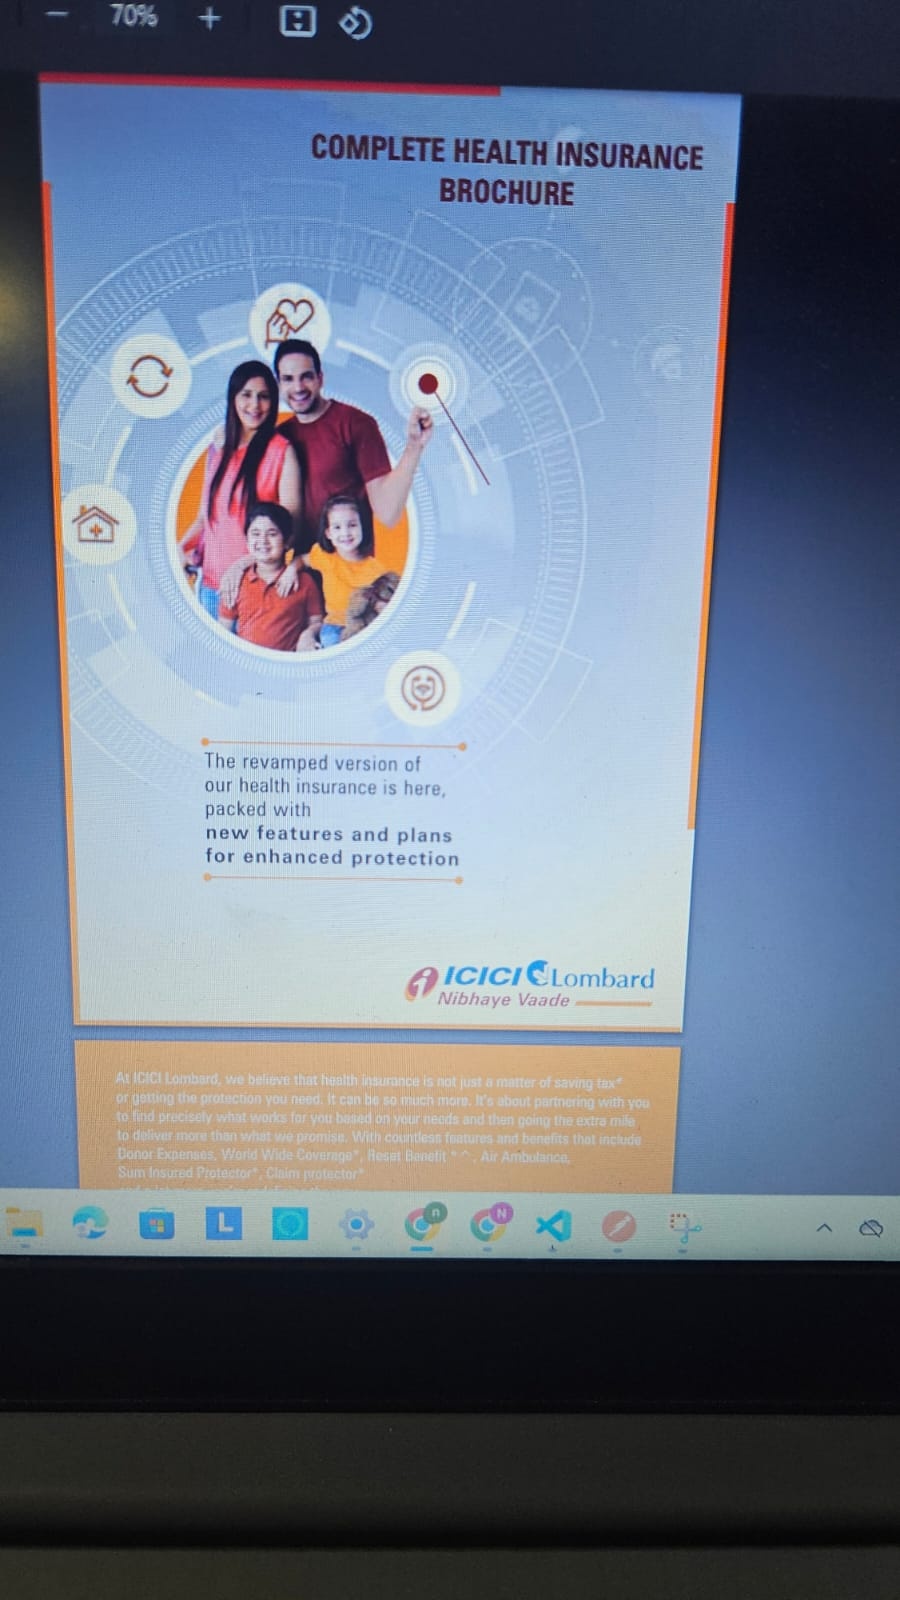 70%
COMPLETE HEALTH INSURANCE
BROCHURE
The revamped version of
our health insurance is here,
packed with
new features and plans
for enhanced protection
ICICI Lombard
Nibhaye Vaade
At ICICI Lombard, we believe that health insurance is not just a matter of saving tax*
or getting the protection you need. It can be so much more. It's about partnering with you
to find precisely what works for you based on your needs and then going the extra mile
to deliver more than what we promise. With countless features and benefits that include
Donor Expenses, World Wide Coverage*, Reset Benefit *^, Air Ambulance,
Sum Insured Protector*, Claim protector*
L
n
N